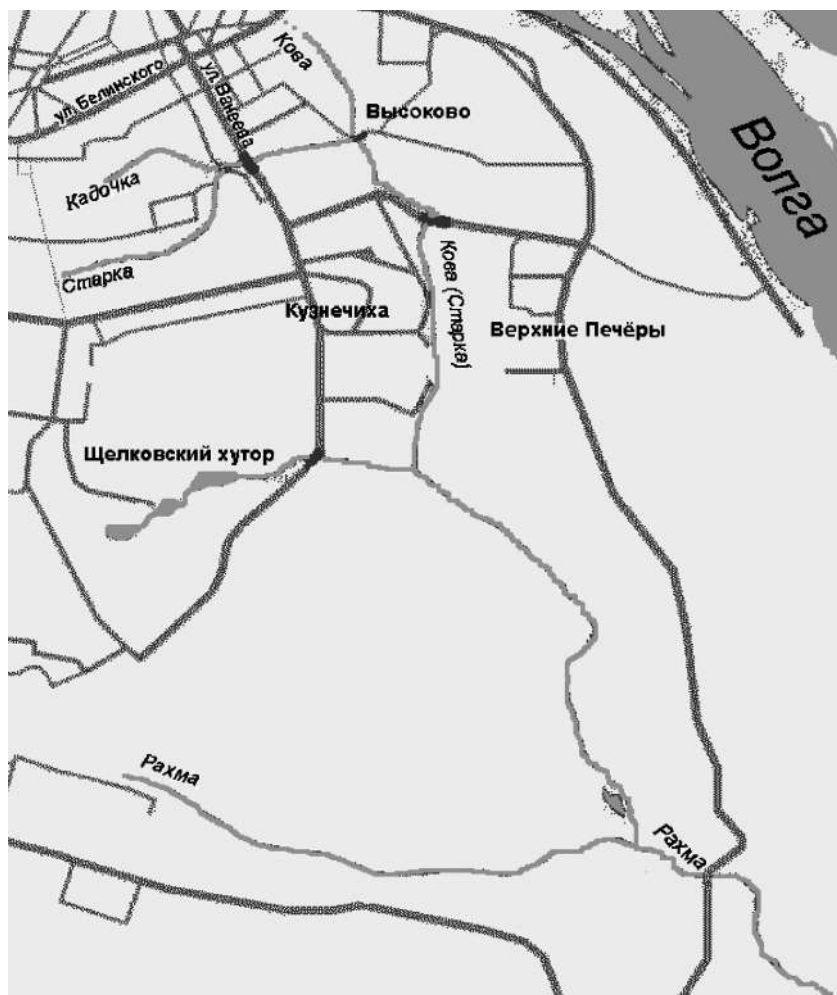 Кова
ул. Ванеева
ул. Белинского
Высоково
Волга
Кадочка
Старка
Кова (Старка)
Кузнечиха
Верхние Печёры
Щелковский хутор
Рахма
Рахма